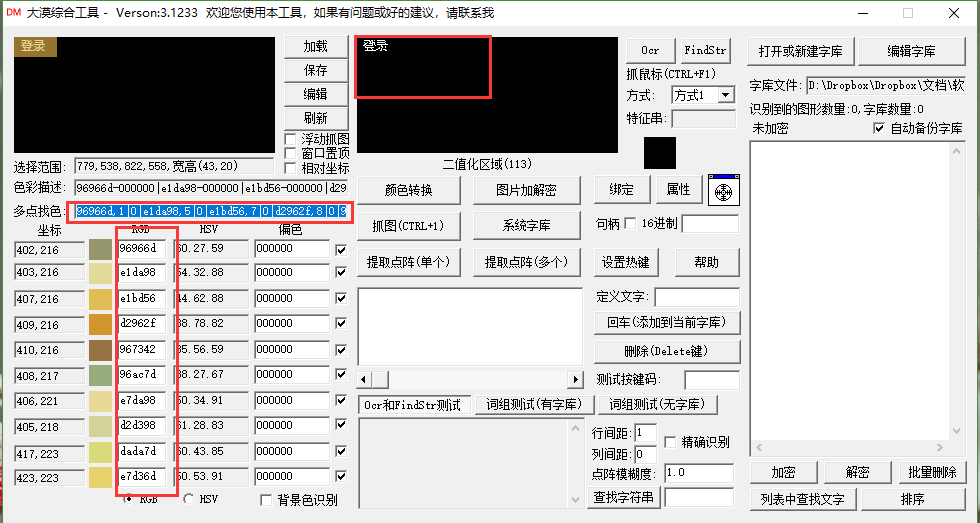 DM 大漠综合工具 - Verson:3.1233 欢迎您使用本工具，如果有问题或好的建议，请联系我
登录
加载
保存
编辑
刷新
浮动抓图
窗口置顶
相对坐标
选择范围: 779,538,822,558,宽高(43,20)
色彩描述: 96966d-000000|e1da98-000000|e1bd56-000000|d29
多点找色: 96966d,1|0|e1da98,5|0|e1bd56,7|0|d2962f,8|0|9
坐标 RGB HSV 偏色
402,216 96966d 60.27.59 000000
403,216 e1da98 54.32.88 000000
407,216 e1bd56 44.62.88 000000
409,216 d2962f 38.78.82 000000
410,216 967342 35.56.59 000000
408,217 96ac7d 88.27.67 000000
406,221 e7da98 50.34.91 000000
405,218 d2d398 61.28.83 000000
417,223 dada7d 60.43.85 000000
423,223 e7d36d 50.53.91 000000
RGB HSV 背景色识别
登录
二值化区域(113)
颜色转换 图片加解密
抓图(CTRL+1) 系统字库
提取点阵(单个) 提取点阵(多个)
Ocr和FindStr测试 词组测试(有字库) 词组测试(无字库)
Ocr FindStr
抓鼠标(CTRL+F1)
方式: 方式1
特征串:
绑定 属性
句柄 16进制
设置热键 帮助
定义文字:
回车(添加到当前字库)
删除(Delete键)
测试按键码:
行间距: 1
列间距: 0
精确识别
点阵模糊度: 1.0
查找字符串
打开或新建字库 编辑字库
字库文件: D:\Dropbox\Dropbox\文档\软
识别到的图形数量:0,字库数量:0
未加密 自动备份字库
加密 解密 批量删除
列表中查找文字 排序